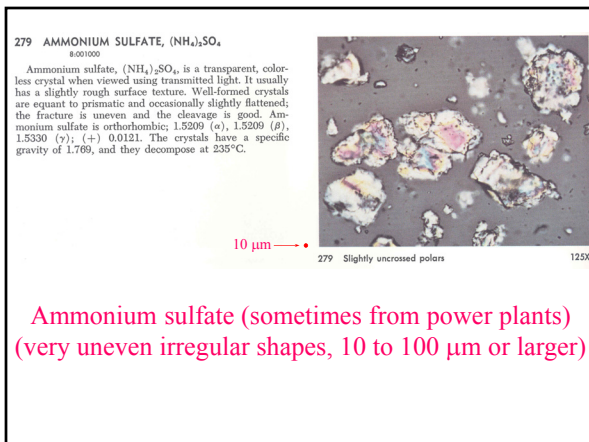 279 AMMONIUM SULFATE, (NH₄)₂SO₄
8:001000
Ammonium sulfate, (NH₄)₂SO₄, is a transparent, color-
less crystal when viewed using transmitted light. It usually
has a slightly rough surface texture. Well-formed crystals
are equant to prismatic and occasionally slightly flattened;
the fracture is uneven and the cleavage is good. Am-
monium sulfate is orthorhombic; 1.5209 (α), 1.5209 (β),
1.5330 (γ); (+) 0.0121. The crystals have a specific
gravity of 1.769, and they decompose at 235°C.
10 μm
279 Slightly uncrossed polars 125X
Ammonium sulfate (sometimes from power plants)
(very uneven irregular shapes, 10 to 100 μm or larger)